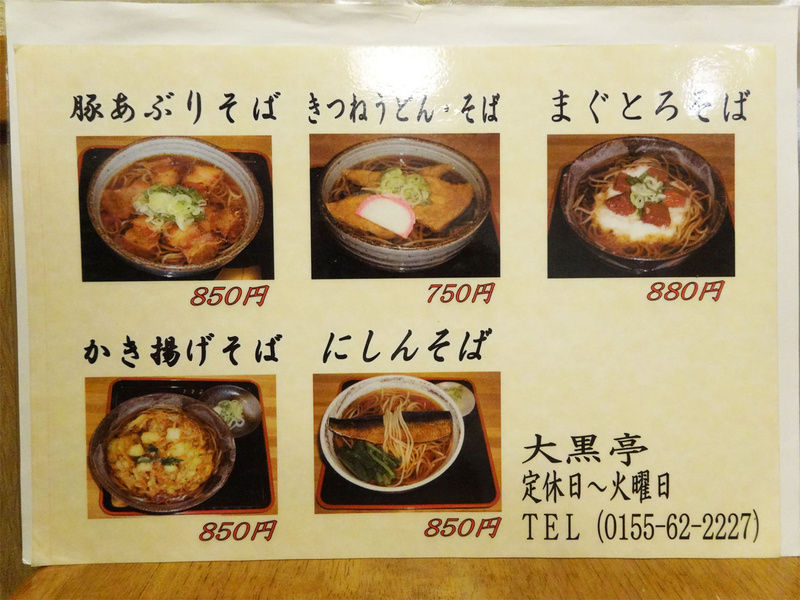 豚あぶりそば
きつねうどん・そば
まぐとろそば
850円
750円
880円
かき揚げそば
にしんそば
850円
850円
大黒亭
定休日～火曜日
TEL (0155-62-2227)